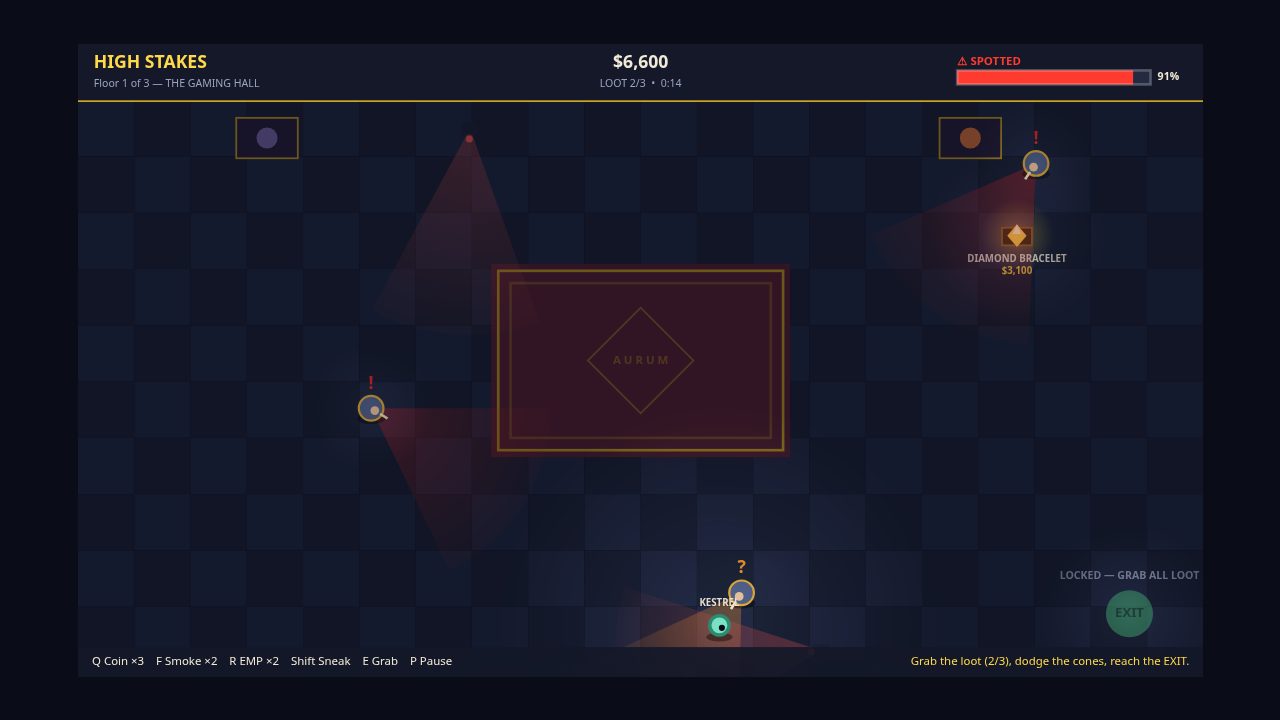 HIGH STAKES
Floor 1 of 3 — THE GAMING HALL
$6,600
LOOT 2/3 • 0:14
⚠ SPOTTED
91%
!
DIAMOND BRACELET
$3,100
AURUM
!
?
KESTREL
LOCKED — GRAB ALL LOOT
EXIT
Q Coin ×3 F Smoke ×2 R EMP ×2 Shift Sneak E Grab P Pause
Grab the loot (2/3), dodge the cones, reach the EXIT.